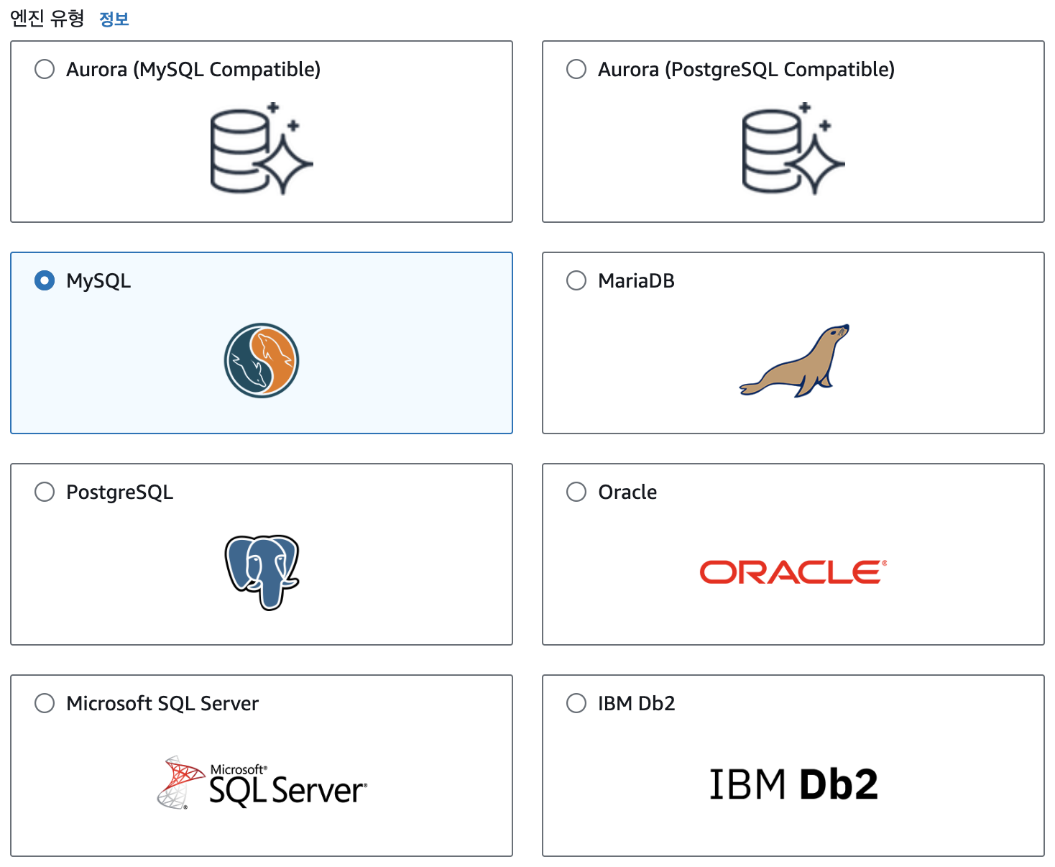 엔진 유형 정보
Aurora (MySQL Compatible)
Aurora (PostgreSQL Compatible)
MySQL
MariaDB
PostgreSQL
Oracle
ORACLE®
Microsoft SQL Server
IBM Db2
Microsoft®
SQL Server®
IBM Db2